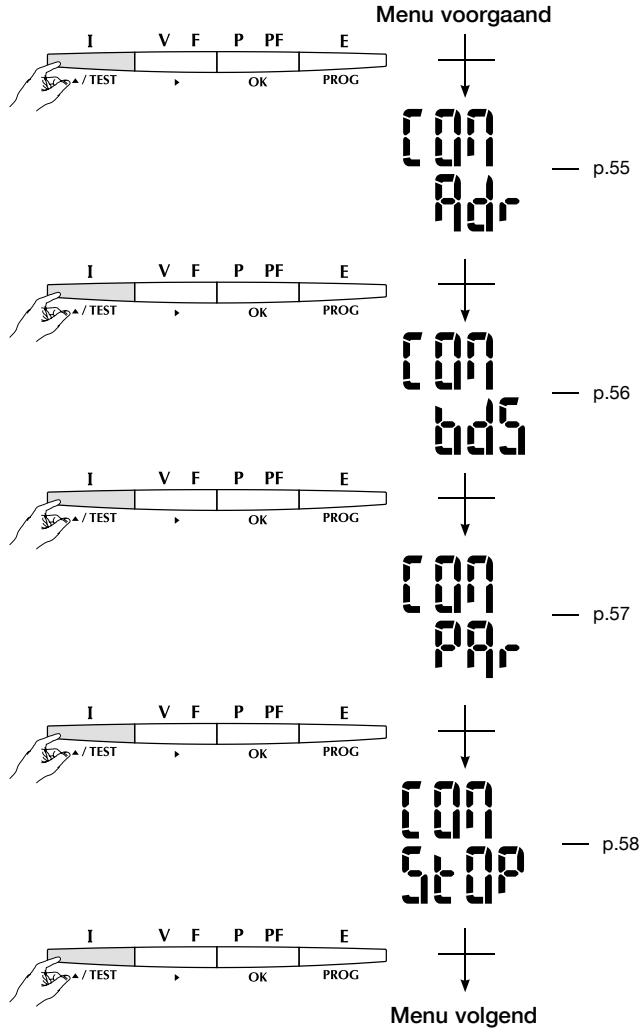 Menu voorgaand
I V F P PF E
▲ / TEST ▸ OK PROG
COM
Adr
p.55
I V F P PF E
▲ / TEST ▸ OK PROG
COM
bdS
p.56
I V F P PF E
▲ / TEST ▸ OK PROG
COM
PAr
p.57
I V F P PF E
▲ / TEST ▸ OK PROG
COM
StOP
p.58
I V F P PF E
▲ / TEST ▸ OK PROG
Menu volgend